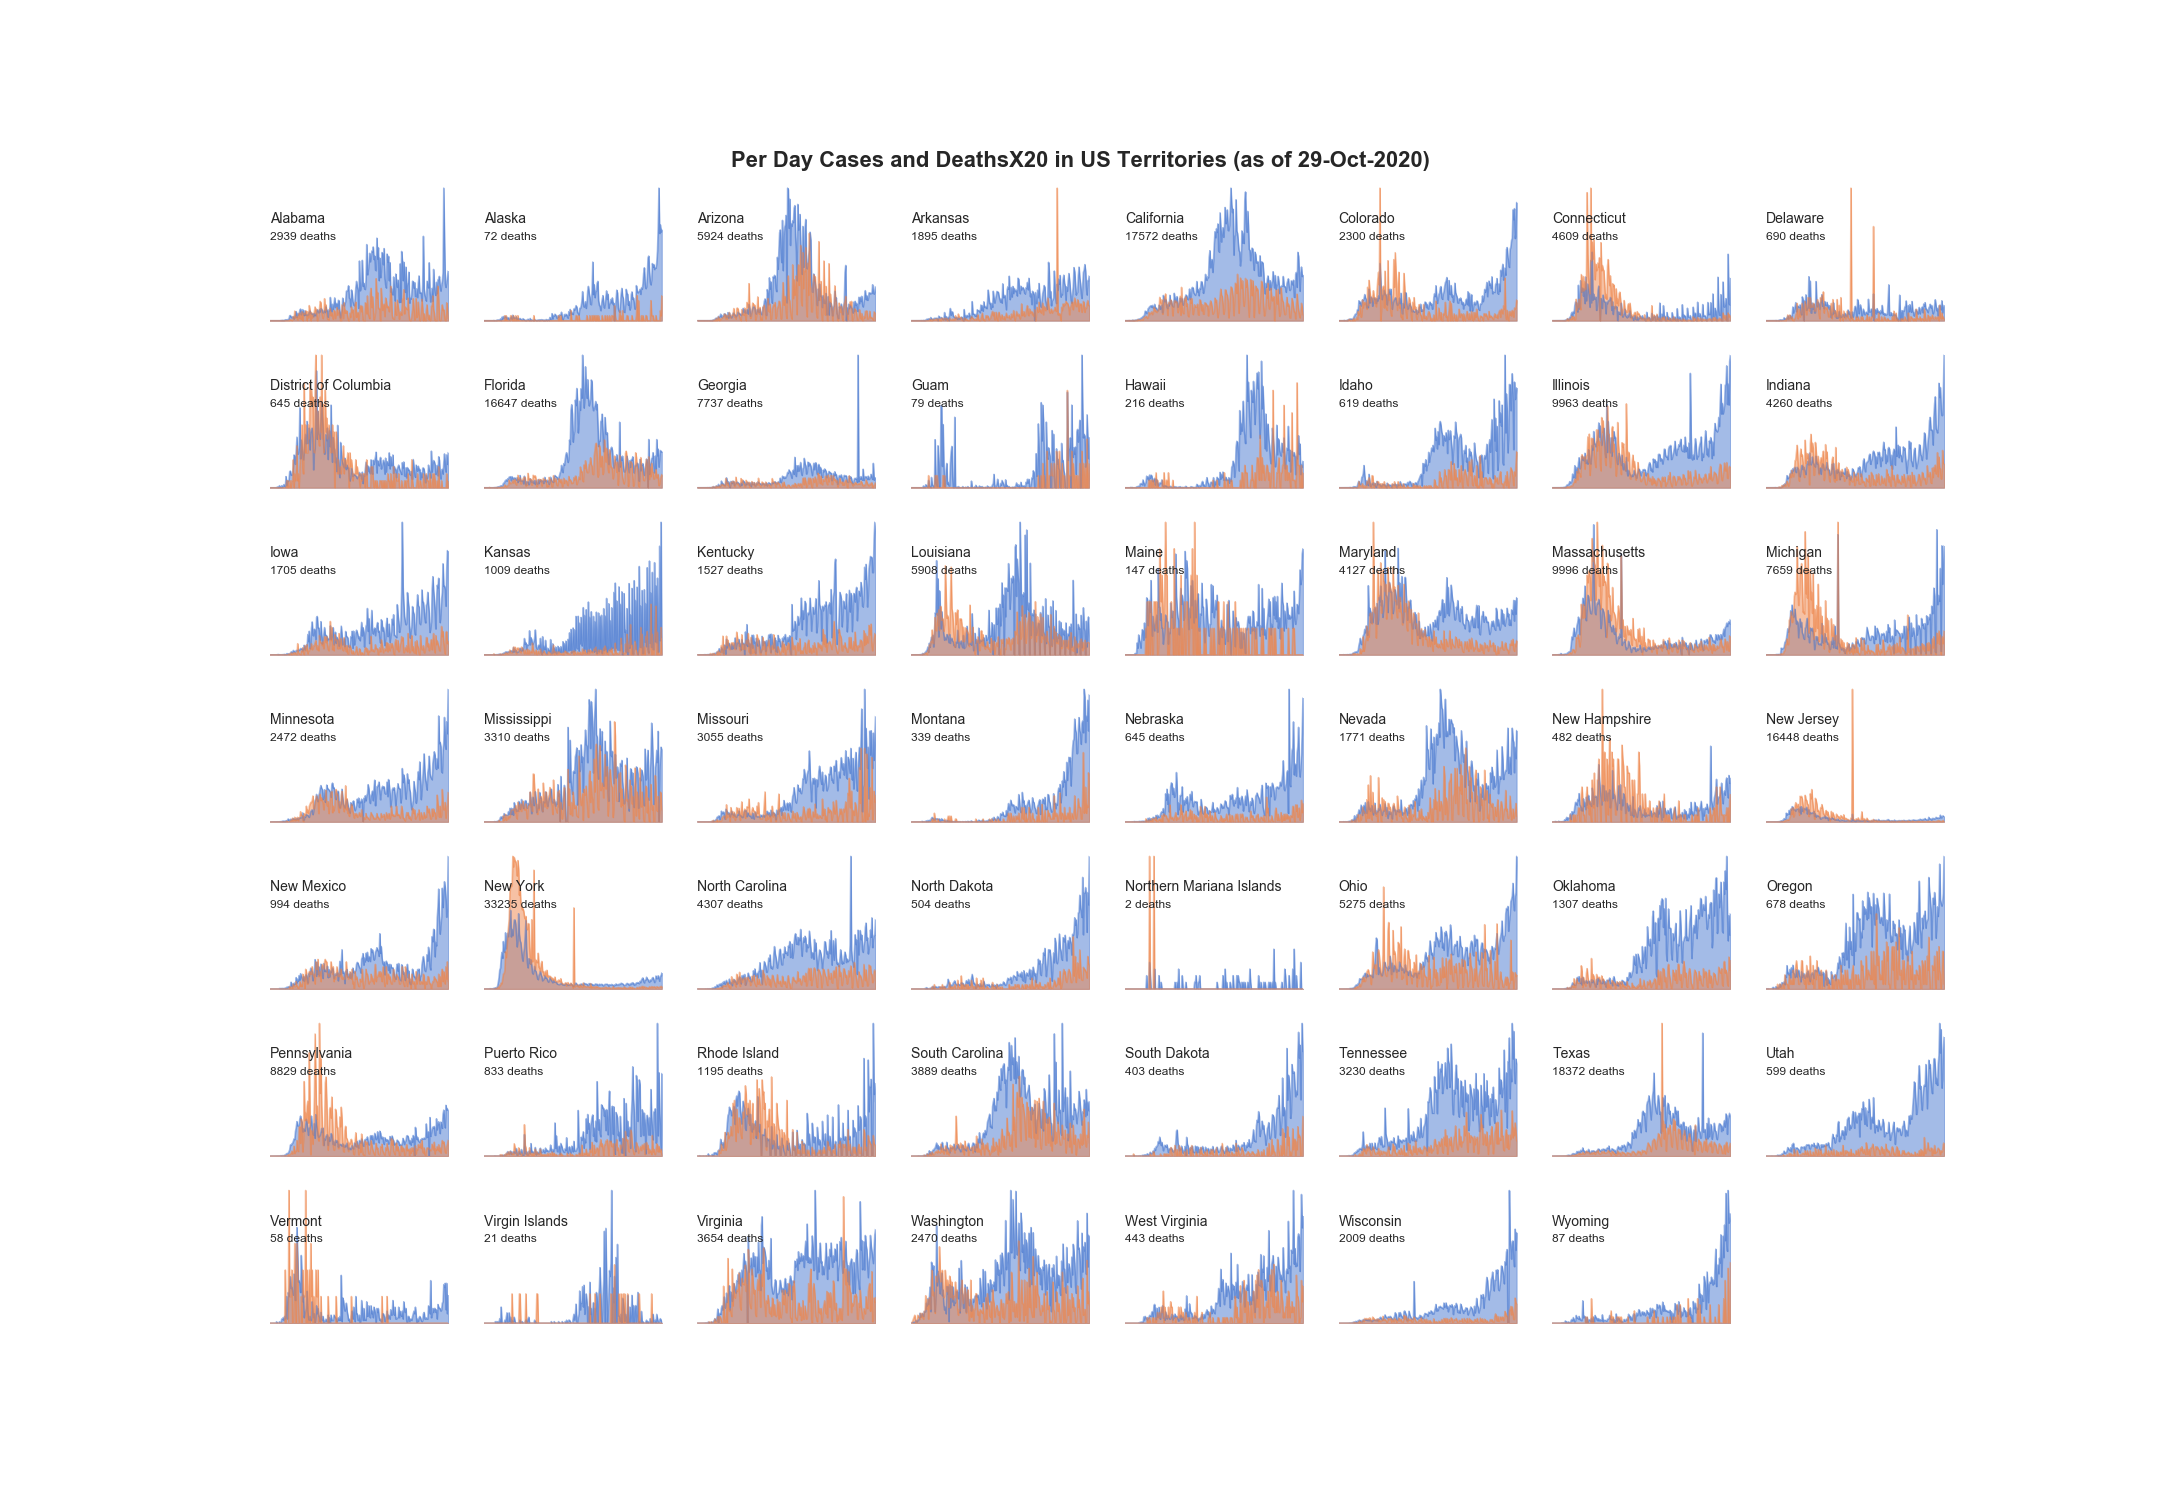 Per Day Cases and DeathsX20 in US Territories (as of 29-Oct-2020)
Alabama
2939 deaths
Alaska
72 deaths
Arizona
5924 deaths
Arkansas
1895 deaths
California
17572 deaths
Colorado
2300 deaths
Connecticut
4609 deaths
Delaware
690 deaths
District of Columbia
645 deaths
Florida
16647 deaths
Georgia
7737 deaths
Guam
79 deaths
Hawaii
216 deaths
Idaho
619 deaths
Illinois
9963 deaths
Indiana
4260 deaths
Iowa
1705 deaths
Kansas
1009 deaths
Kentucky
1527 deaths
Louisiana
5908 deaths
Maine
147 deaths
Maryland
4127 deaths
Massachusetts
9996 deaths
Michigan
7659 deaths
Minnesota
2472 deaths
Mississippi
3310 deaths
Missouri
3055 deaths
Montana
339 deaths
Nebraska
645 deaths
Nevada
1771 deaths
New Hampshire
482 deaths
New Jersey
16448 deaths
New Mexico
994 deaths
New York
33235 deaths
North Carolina
4307 deaths
North Dakota
504 deaths
Northern Mariana Islands
2 deaths
Ohio
5275 deaths
Oklahoma
1307 deaths
Oregon
678 deaths
Pennsylvania
8829 deaths
Puerto Rico
833 deaths
Rhode Island
1195 deaths
South Carolina
3889 deaths
South Dakota
403 deaths
Tennessee
3230 deaths
Texas
18372 deaths
Utah
599 deaths
Vermont
58 deaths
Virgin Islands
21 deaths
Virginia
3654 deaths
Washington
2470 deaths
West Virginia
443 deaths
Wisconsin
2009 deaths
Wyoming
87 deaths